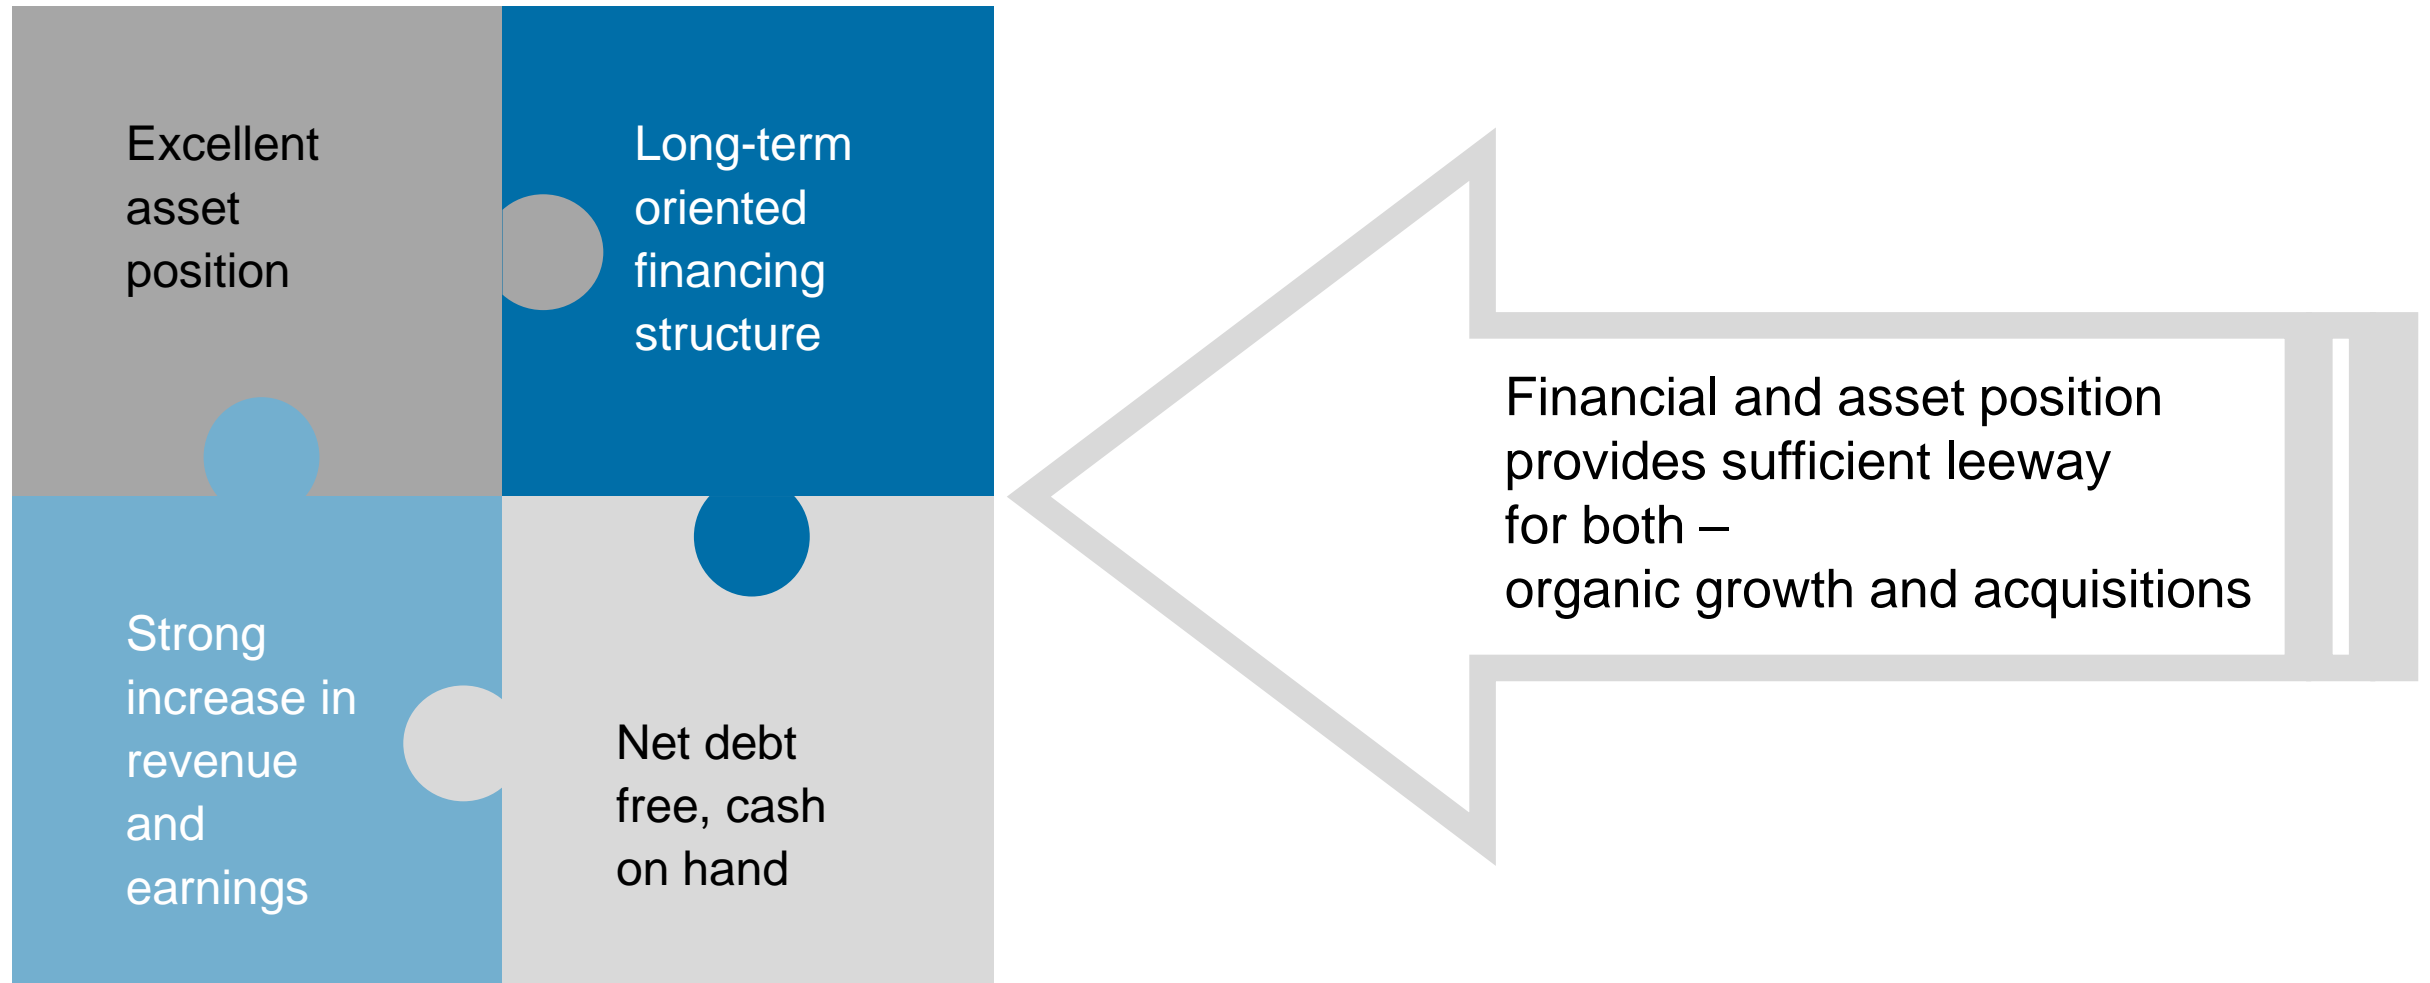 Excellent
asset
position
Long-term
oriented
financing
structure
Strong
increase in
revenue
and
earnings
Net debt
free, cash
on hand
Financial and asset position
provides sufficient leeway
for both –
organic growth and acquisitions